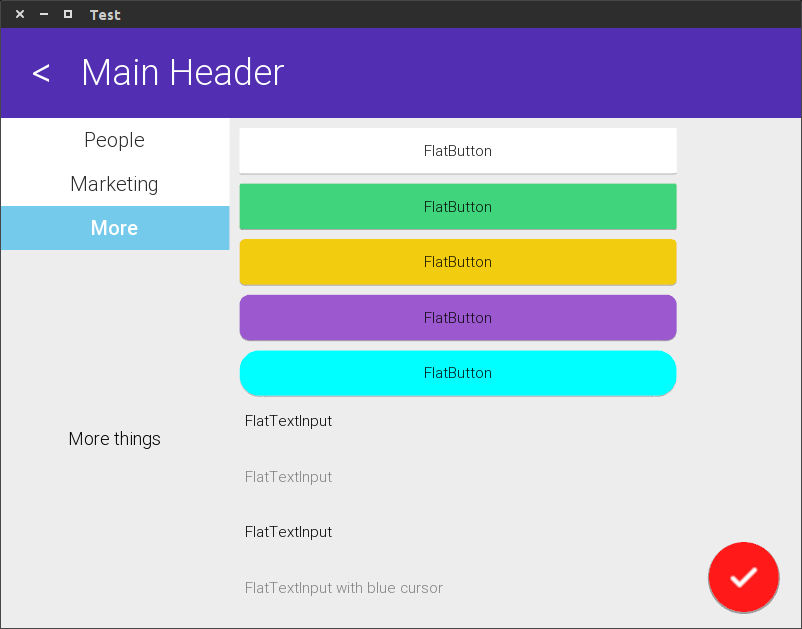 Test
< Main Header
People
Marketing
More
More things
FlatButton
FlatButton
FlatButton
FlatButton
FlatButton
FlatTextInput
FlatTextInput
FlatTextInput
FlatTextInput with blue cursor